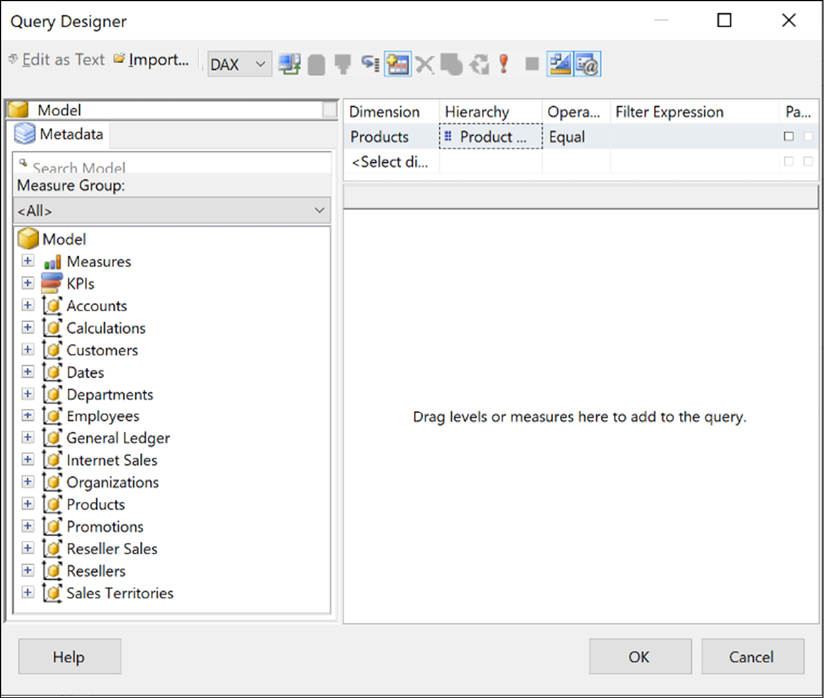 Query Designer
Edit as Text Import... DAX
Model
Metadata
Search Model
Measure Group:
<All>
Model
Measures
KPIs
Accounts
Calculations
Customers
Dates
Departments
Employees
General Ledger
Internet Sales
Organizations
Products
Promotions
Reseller Sales
Resellers
Sales Territories
Dimension Hierarchy Opera... Filter Expression Pa...
Products Product ... Equal
<Select di...
Drag levels or measures here to add to the query.
Help OK Cancel